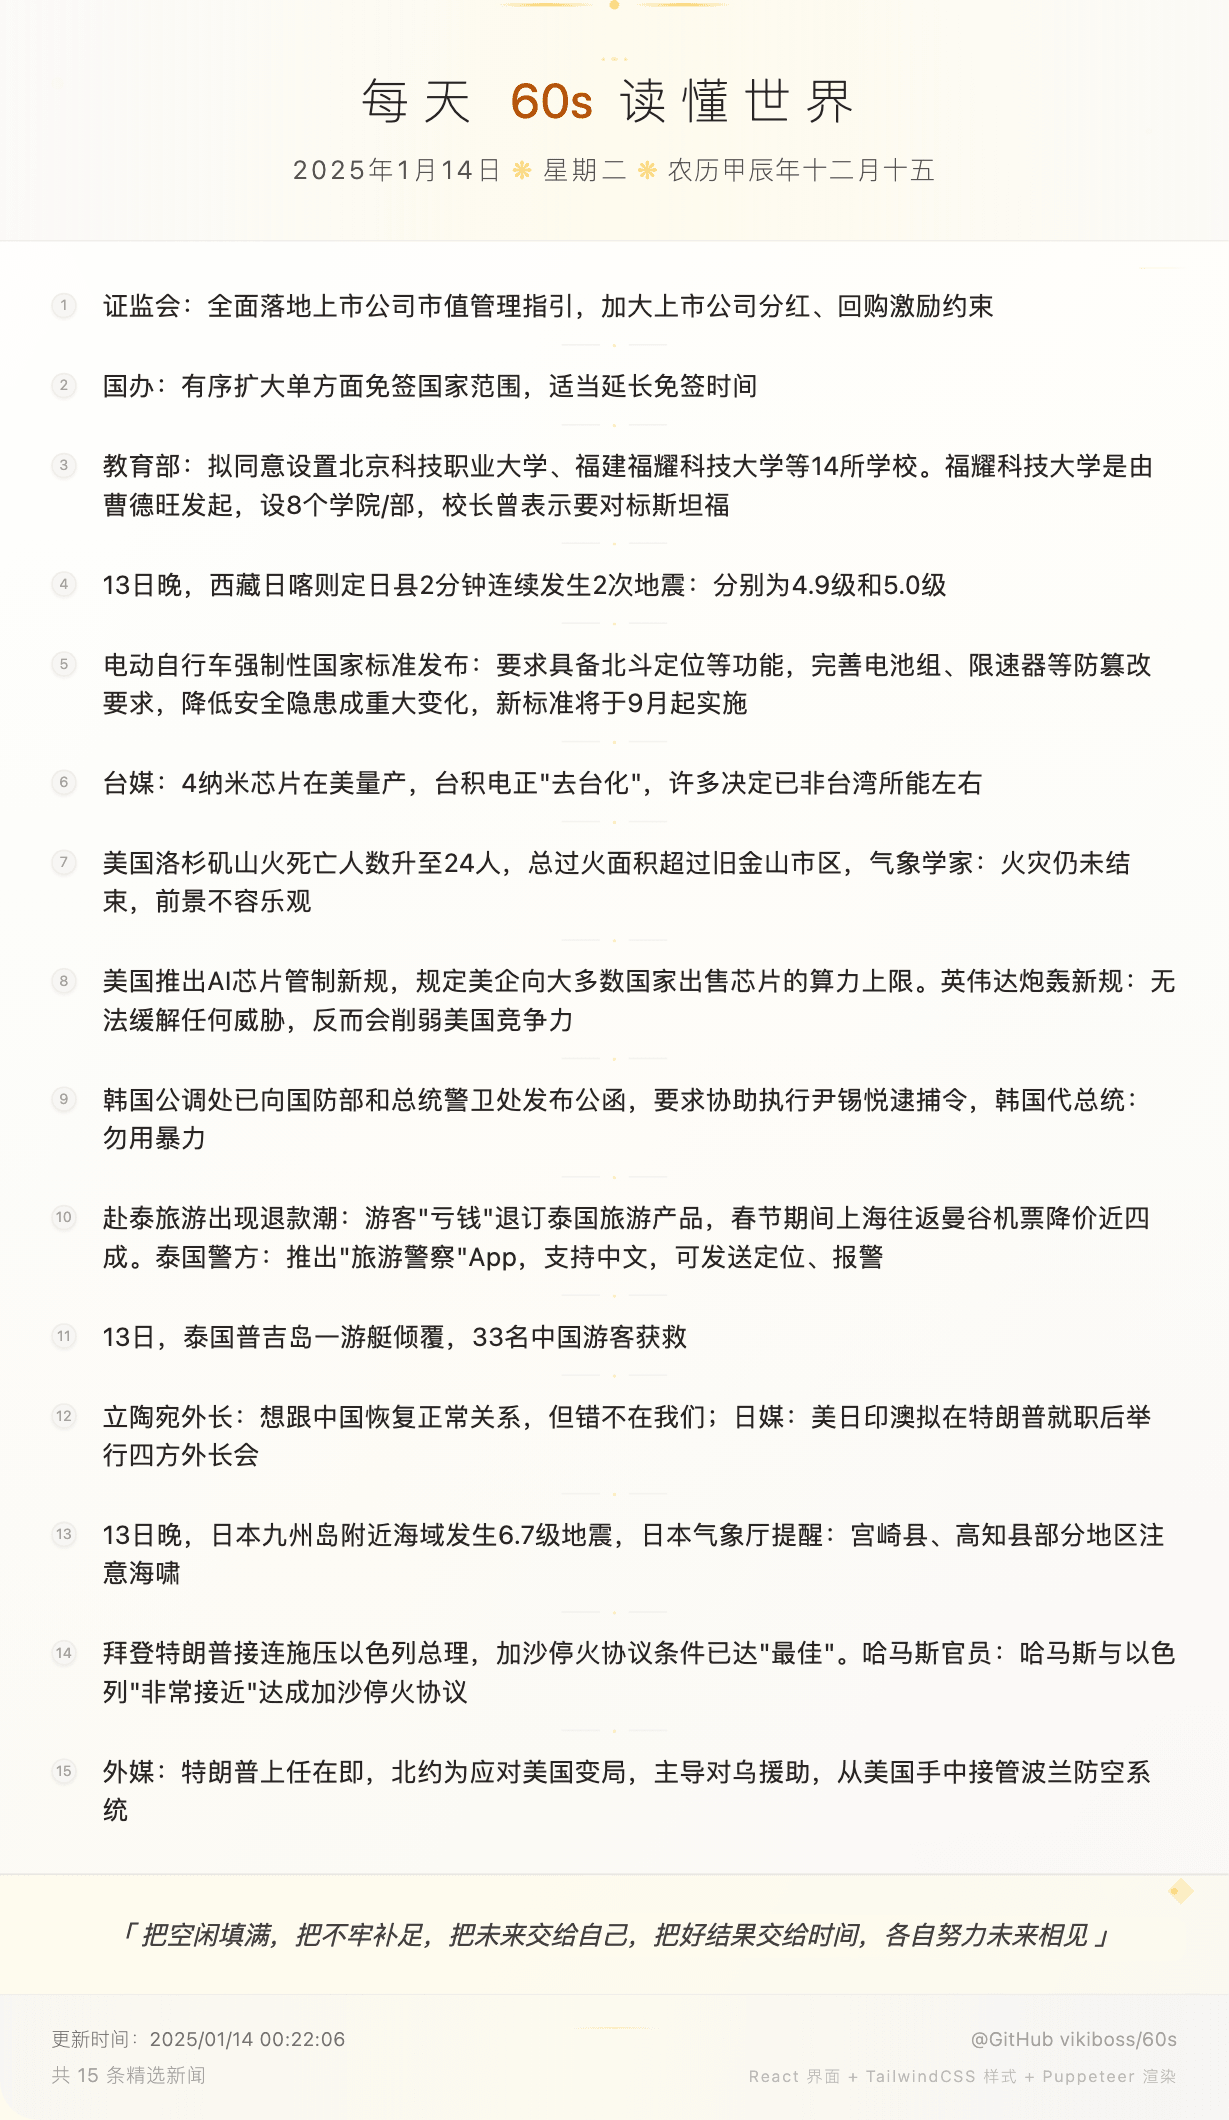 每天 60s 读懂世界
2025年1月14日 ❋ 星期二 ❋ 农历甲辰年十二月十五
1 证监会：全面落地上市公司市值管理指引，加大上市公司分红、回购激励约束
2 国办：有序扩大单方面免签国家范围，适当延长免签时间
3 教育部：拟同意设置北京科技职业大学、福建福耀科技大学等14所学校。福耀科技大学是由
曹德旺发起，设8个学院/部，校长曾表示要对标斯坦福
4 13日晚，西藏日喀则定日县2分钟连续发生2次地震：分别为4.9级和5.0级
5 电动自行车强制性国家标准发布：要求具备北斗定位等功能，完善电池组、限速器等防篡改
要求，降低安全隐患成重大变化，新标准将于9月起实施
6 台媒：4纳米芯片在美量产，台积电正"去台化"，许多决定已非台湾所能左右
7 美国洛杉矶山火死亡人数升至24人，总过火面积超过旧金山市区，气象学家：火灾仍未结
束，前景不容乐观
8 美国推出AI芯片管制新规，规定美企向大多数国家出售芯片的算力上限。英伟达炮轰新规：无
法缓解任何威胁，反而会削弱美国竞争力
9 韩国公调处已向国防部和总统警卫处发布公函，要求协助执行尹锡悦逮捕令，韩国代总统：
勿用暴力
10 赴泰旅游出现退款潮：游客"亏钱"退订泰国旅游产品，春节期间上海往返曼谷机票降价近四
成。泰国警方：推出"旅游警察"App，支持中文，可发送定位、报警
11 13日，泰国普吉岛一游艇倾覆，33名中国游客获救
12 立陶宛外长：想跟中国恢复正常关系，但错不在我们；日媒：美日印澳拟在特朗普就职后举
行四方外长会
13 13日晚，日本九州岛附近海域发生6.7级地震，日本气象厅提醒：宫崎县、高知县部分地区注
意海啸
14 拜登特朗普接连施压以色列总理，加沙停火协议条件已达"最佳"。哈马斯官员：哈马斯与以色
列"非常接近"达成加沙停火协议
15 外媒：特朗普上任在即，北约为应对美国变局，主导对乌援助，从美国手中接管波兰防空系
统
「把空闲填满，把不牢补足，把未来交给自己，把好结果交给时间，各自努力未来相见」
更新时间：2025/01/14 00:22:06
@GitHub vikiboss/60s
共 15 条精选新闻
React 界面 + TailwindCSS 样式 + Puppeteer 渲染